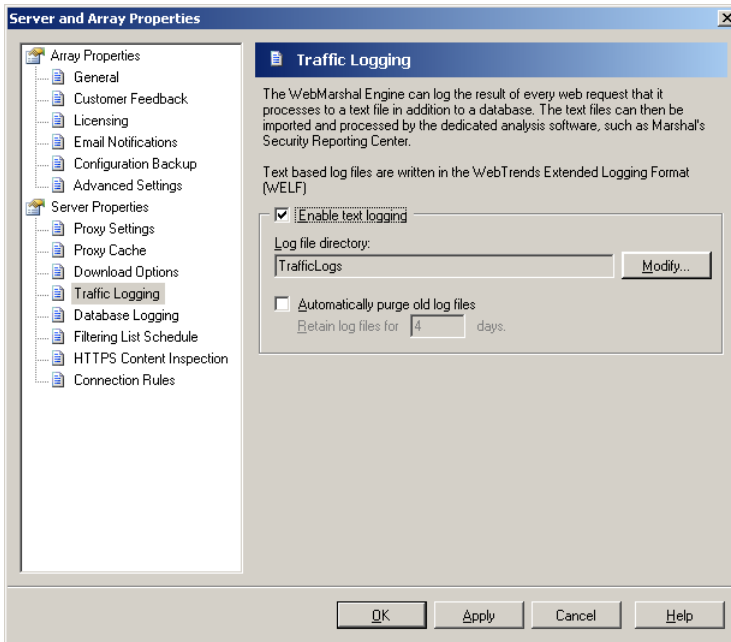 Server and Array Properties
Array Properties
General
Customer Feedback
Licensing
Email Notifications
Configuration Backup
Advanced Settings
Server Properties
Proxy Settings
Proxy Cache
Download Options
Traffic Logging
Database Logging
Filtering List Schedule
HTTPS Content Inspection
Connection Rules
Traffic Logging
The WebMarshal Engine can log the result of every web request that it
processes to a text file in addition to a database. The text files can then be
imported and processed by the dedicated analysis software, such as Marshal's
Security Reporting Center.
Text based log files are written in the WebTrends Extended Logging Format
(WELF)
Enable text logging
Log file directory:
TrafficLogs
Modify...
Automatically purge old log files
Retain log files for 4 days.
OK Apply Cancel Help